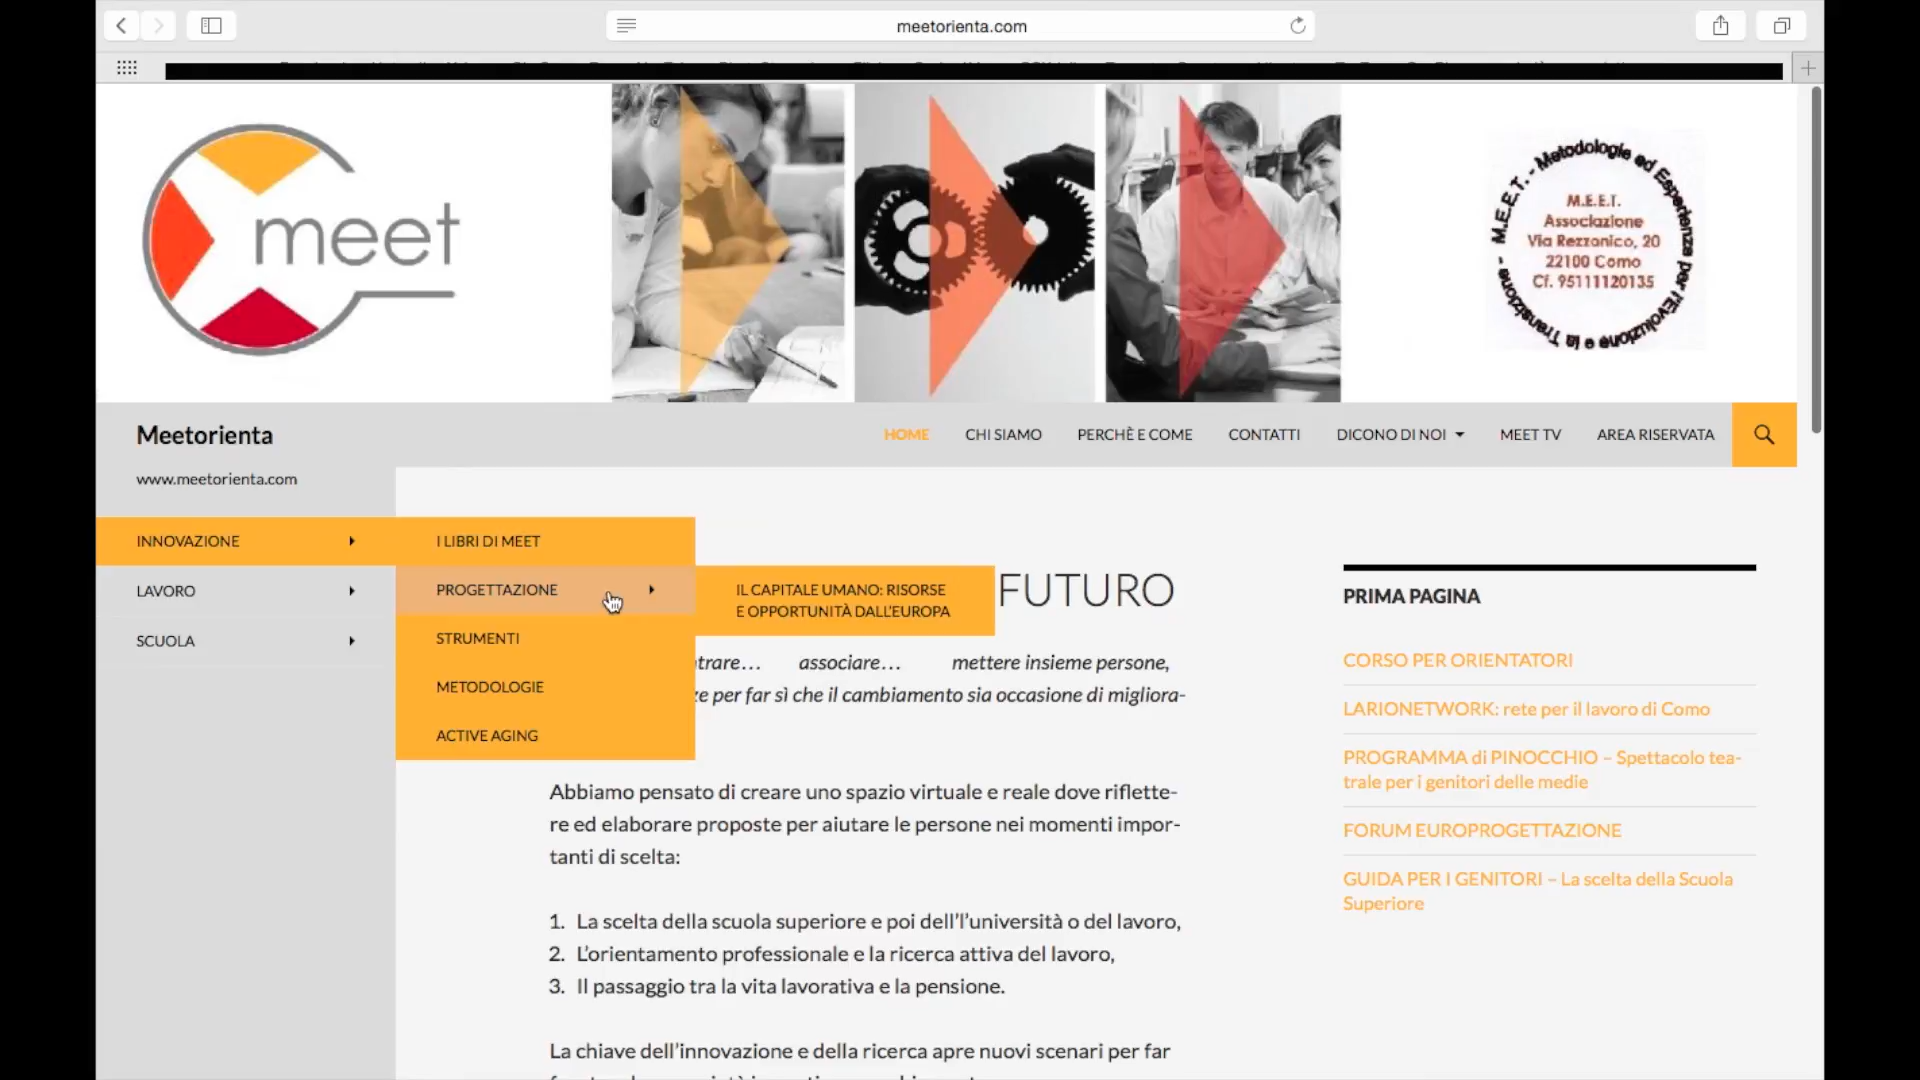 meetorienta.com
meet
M.E.E.T. - Metodologie ed Esperienza per l'Evoluzione e la Transizione -
M.E.E.T.
Associazione
Via Rezzonico, 20
22100 Como
Cf. 95111120135
Meetorienta
HOME
CHI SIAMO
PERCHÈ E COME
CONTATTI
DICONO DI NOI
MEET TV
AREA RISERVATA
www.meetorienta.com
INNOVAZIONE
LAVORO
SCUOLA
I LIBRI DI MEET
PROGETTAZIONE
STRUMENTI
METODOLOGIE
ACTIVE AGING
IL CAPITALE UMANO: RISORSE
E OPPORTUNITÀ DALL'EUROPA
FUTURO
trare… associare… mettere insieme persone,
per far sì che il cambiamento sia occasione di migliora-
Abbiamo pensato di creare uno spazio virtuale e reale dove riflette-
re ed elaborare proposte per aiutare le persone nei momenti impor-
tanti di scelta:
1. La scelta della scuola superiore e poi dell'l'università o del lavoro,
2. L'orientamento professionale e la ricerca attiva del lavoro,
3. Il passaggio tra la vita lavorativa e la pensione.
La chiave dell'innovazione e della ricerca apre nuovi scenari per far
PRIMA PAGINA
CORSO PER ORIENTATORI
LARIONETWORK: rete per il lavoro di Como
PROGRAMMA di PINOCCHIO – Spettacolo tea-
trale per i genitori delle medie
FORUM EUROPROGETTAZIONE
GUIDA PER I GENITORI – La scelta della Scuola
Superiore